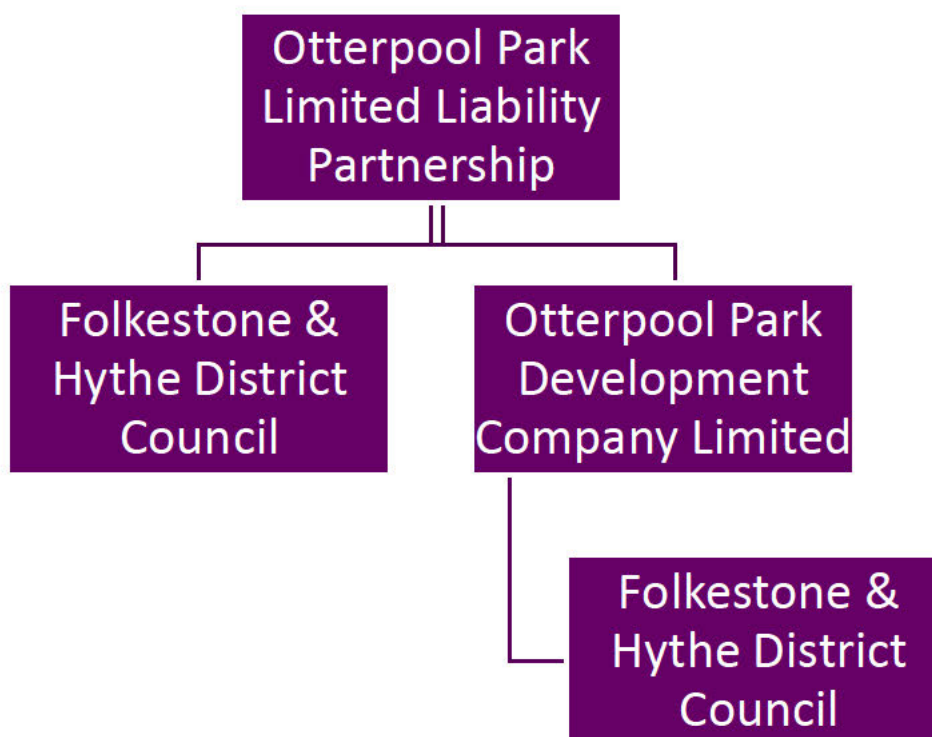 Otterpool Park
Limited Liability
Partnership
Folkestone &
Hythe District
Council
Otterpool Park
Development
Company Limited
Folkestone &
Hythe District
Council